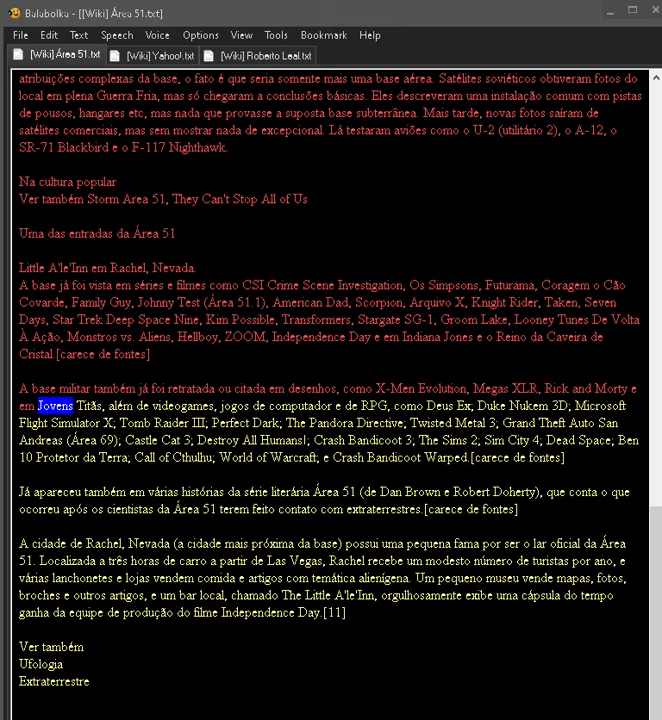 Balabolka - [[Wiki] Área 51.txt]
File Edit Text Speech Voice Options View Tools Bookmark Help
[Wiki] Área 51.txt [Wiki] Yahoo!.txt [Wiki] Roberto Leal.txt
atribuições complexas da base, o fato é que seria somente mais uma base aérea. Satélites soviéticos obtiveram fotos do
local em plena Guerra Fria, mas só chegaram a conclusões básicas. Eles descreveram uma instalação comum com pistas
de pousos, hangares etc, mas nada que provasse a suposta base subterrânea. Mais tarde, novas fotos saíram de
satélites comerciais, mas sem mostrar nada de excepcional. Lá testaram aviões como o U-2 (utilitário 2), o A-12, o
SR-71 Blackbird e o F-117 Nighthawk.
Na cultura popular
Ver também Storm Area 51, They Can't Stop All of Us
Uma das entradas da Área 51
Little A'le'Inn em Rachel, Nevada.
A base já foi vista em séries e filmes como CSI Crime Scene Investigation, Os Simpsons, Futurama, Coragem o Cão
Covarde, Family Guy, Johnny Test (Área 51.1), American Dad, Scorpion, Arquivo X, Knight Rider, Taken, Seven
Days, Star Trek Deep Space Nine, Kim Possible, Transformers, Stargate SG-1, Groom Lake, Looney Tunes De Volta
À Ação, Monstros vs. Aliens, Hellboy, ZOOM, Independence Day e em Indiana Jones e o Reino da Caveira de
Cristal.[carece de fontes]
A base militar também já foi retratada ou citada em desenhos, como X-Men Evolution, Megas XLR, Rick and Morty e
em Jovens Titãs, além de videogames, jogos de computador e de RPG, como Deus Ex; Duke Nukem 3D; Microsoft
Flight Simulator X; Tomb Raider III; Perfect Dark; The Pandora Directive; Twisted Metal 3; Grand Theft Auto San
Andreas (Área 69); Castle Cat 3; Destroy All Humans!; Crash Bandicoot 3; The Sims 2; Sim City 4; Dead Space; Ben
10 Protetor da Terra; Call of Cthulhu; World of Warcraft; e Crash Bandicoot Warped.[carece de fontes]
Já apareceu também em várias histórias da série literária Área 51 (de Dan Brown e Robert Doherty), que conta o que
ocorreu após os cientistas da Área 51 terem feito contato com extraterrestres.[carece de fontes]
A cidade de Rachel, Nevada (a cidade mais próxima da base) possui uma pequena fama por ser o lar oficial da Área
51. Localizada a três horas de carro a partir de Las Vegas, Rachel recebe um modesto número de turistas por ano, e
várias lanchonetes e lojas vendem comida e artigos com temática alienígena. Um pequeno museu vende mapas, fotos,
broches e outros artigos, e um bar local, chamado The Little A'le'Inn, orgulhosamente exibe uma cápsula do tempo
ganha da equipe de produção do filme Independence Day.[11]
Ver também
Ufologia
Extraterrestre